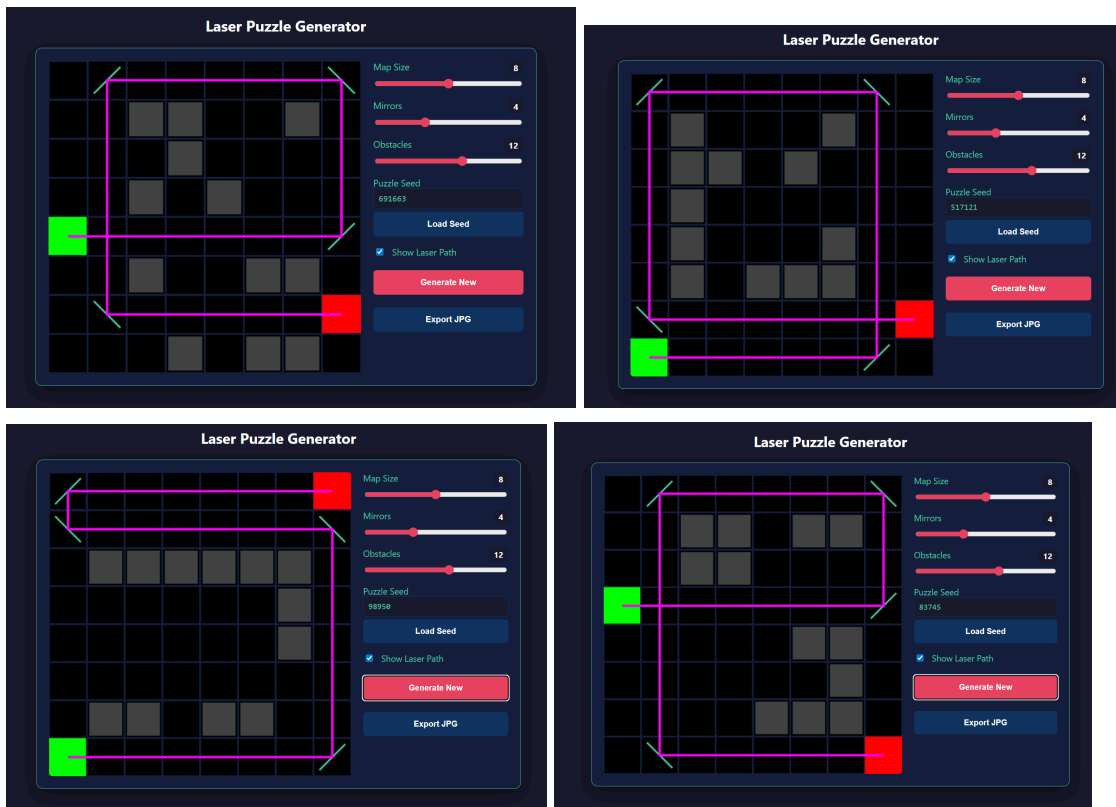 Laser Puzzle Generator
Map Size 8
Mirrors 4
Obstacles 12
Puzzle Seed
691663
Load Seed
Show Laser Path
Generate New
Export JPG
Laser Puzzle Generator
Map Size 8
Mirrors 4
Obstacles 12
Puzzle Seed
517121
Load Seed
Show Laser Path
Generate New
Export JPG
Laser Puzzle Generator
Map Size 8
Mirrors 4
Obstacles 12
Puzzle Seed
98950
Load Seed
Show Laser Path
Generate New
Export JPG
Laser Puzzle Generator
Map Size 8
Mirrors 4
Obstacles 12
Puzzle Seed
83745
Load Seed
Show Laser Path
Generate New
Export JPG